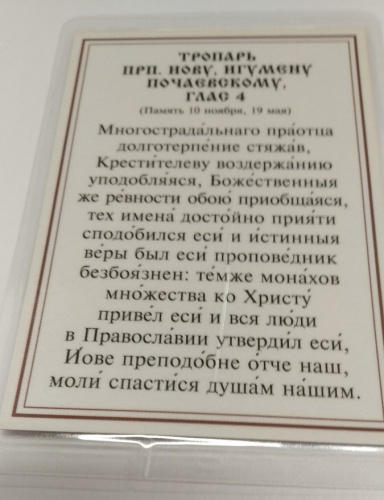 ТРОПАРЬ
ПРП. ИОВУ, ИГУМЕНУ
ПОЧАЕВСКОМУ,
ГЛАС 4
(Память 10 ноября, 19 мая)
Многострада́льнаго пра́отца
долготерпе́ние стяжа́в,
Крести́телеву воздержа́нию
уподобля́яся, Боже́ственныя
же ре́вности обою́ приобща́яся,
тех имена́ досто́йно прия́ти
сподо́бился еси́ и и́стинныя
ве́ры был еси́ пропове́дник
безбоя́знен: те́мже мона́хов
мно́жества ко Христу́
приве́л еси́ и вся лю́ди
в Правосла́вии утверди́л еси́,
И́ове преподо́бне о́тче наш,
моли́ спасти́ся душа́м на́шим.